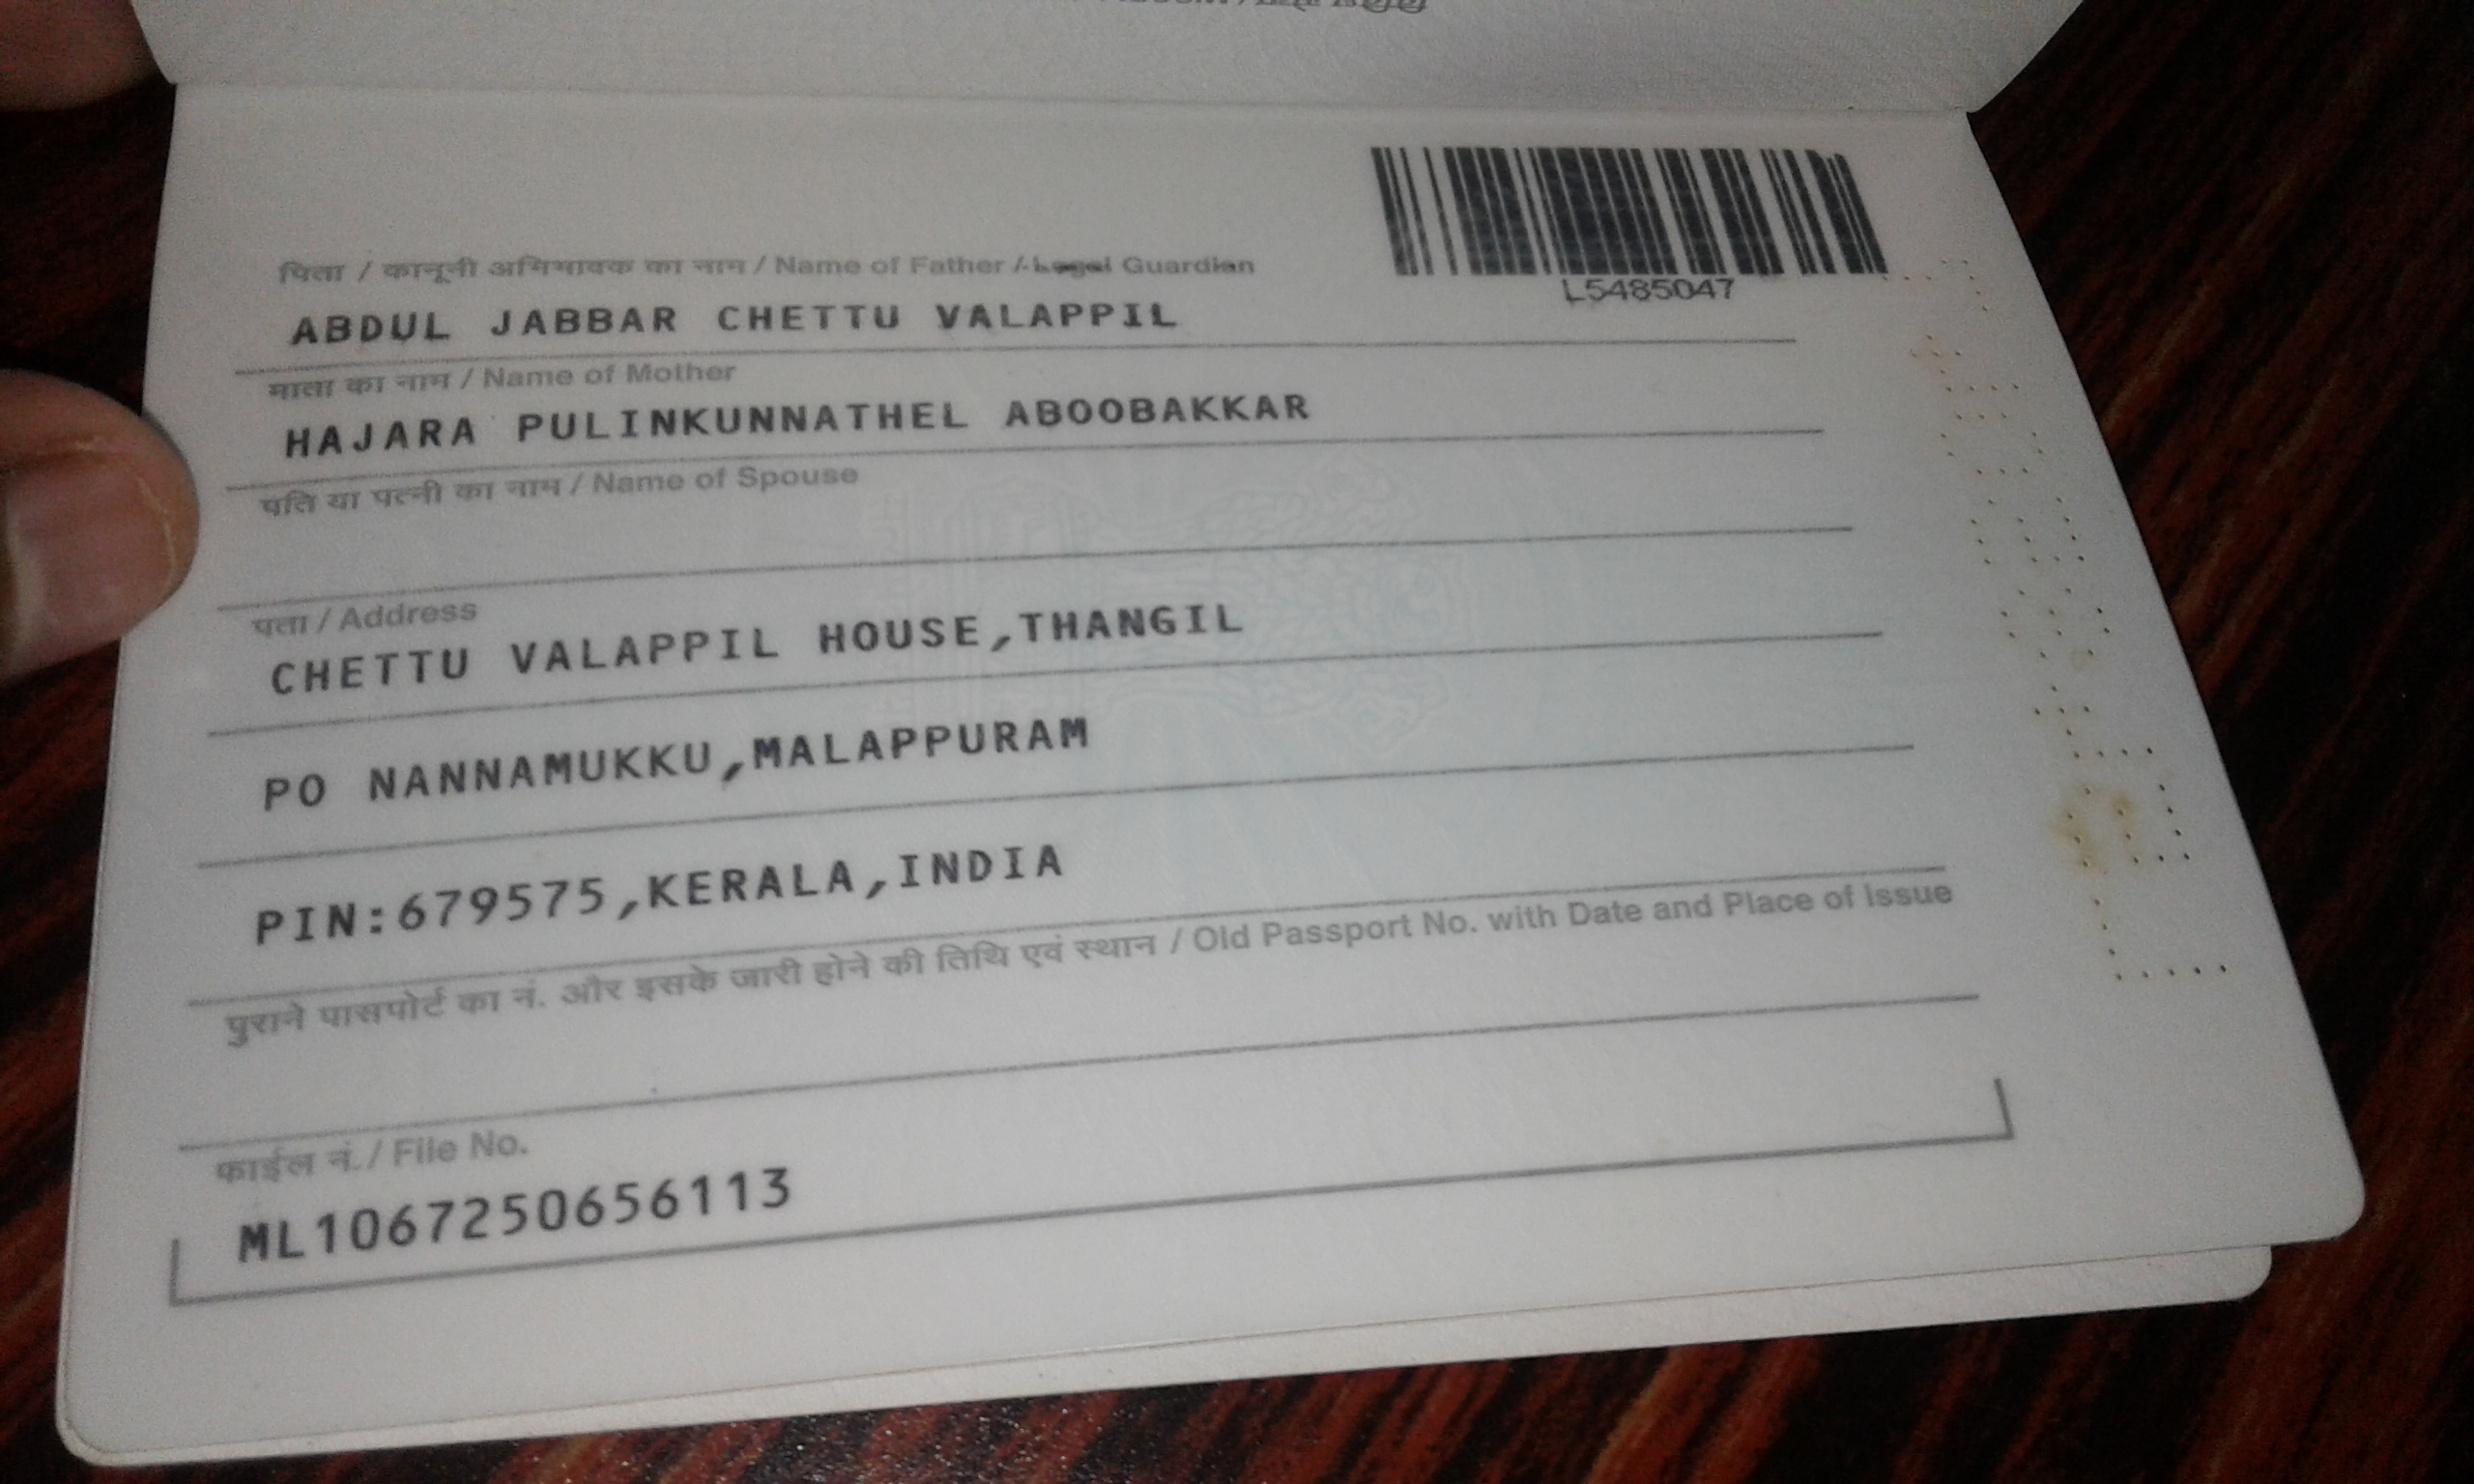 L5485047
पिता / कानूनी अभिभावक का नाम / Name of Father / Legal Guardian
ABDUL JABBAR CHETTU VALAPPIL
माता का नाम / Name of Mother
HAJARA PULINKUNNATHEL ABOOBAKKAR
पति या पत्नी का नाम / Name of Spouse
पता / Address
CHETTU VALAPPIL HOUSE,THANGIL
PO NANNAMUKKU,MALAPPURAM
PIN:679575,KERALA,INDIA
पुराने पासपोर्ट का नं. और इसके जारी होने की तिथि एवं स्थान / Old Passport No. with Date and Place of Issue
फाईल नं. / File No.
ML1067250656113